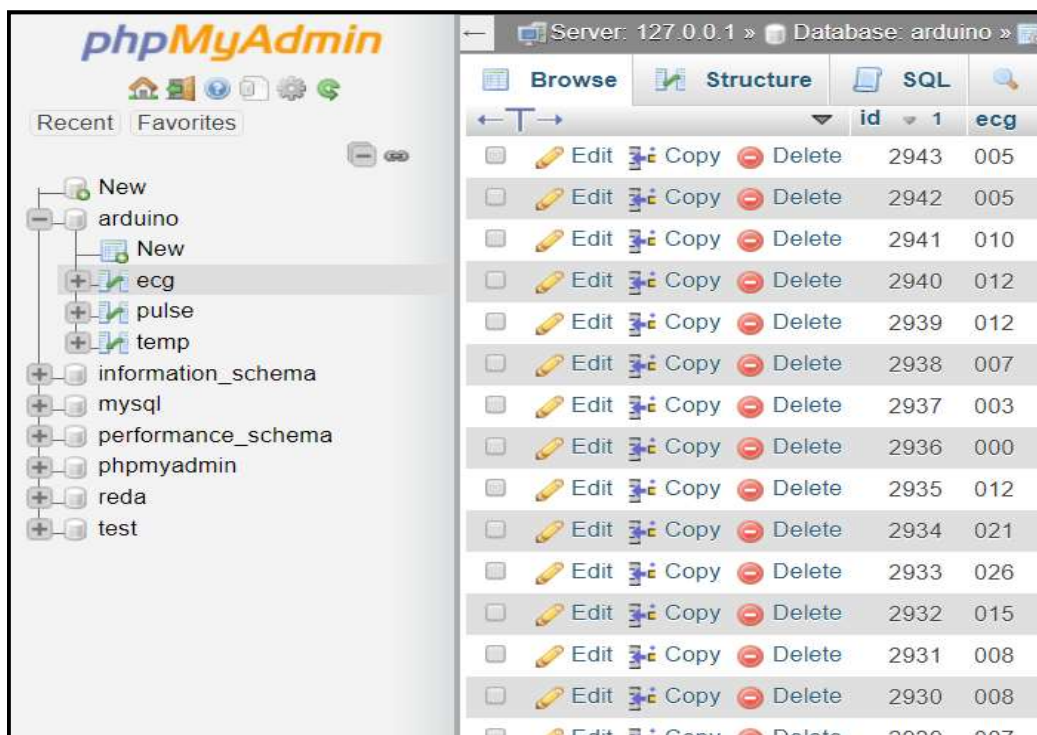 phpMyAdmin
Recent Favorites
New
arduino
New
ecg
pulse
temp
information_schema
mysql
performance_schema
phpmyadmin
reda
test
Server: 127.0.0.1 » Database: arduino »
Browse Structure SQL
id 1 ecg
Edit Copy Delete 2943 005
Edit Copy Delete 2942 005
Edit Copy Delete 2941 010
Edit Copy Delete 2940 012
Edit Copy Delete 2939 012
Edit Copy Delete 2938 007
Edit Copy Delete 2937 003
Edit Copy Delete 2936 000
Edit Copy Delete 2935 012
Edit Copy Delete 2934 021
Edit Copy Delete 2933 026
Edit Copy Delete 2932 015
Edit Copy Delete 2931 008
Edit Copy Delete 2930 008
Edit Copy Delete 2929 007